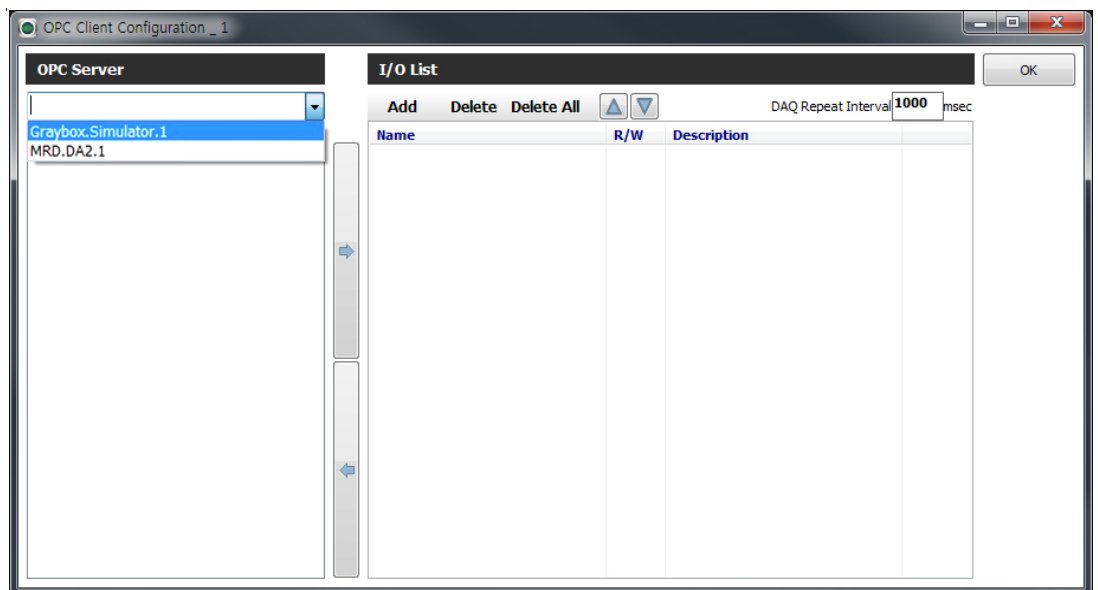 OPC Client Configuration _ 1
OPC Server
I/O List
OK
Add Delete Delete All
DAQ Repeat Interval 1000 msec
Graybox.Simulator.1
MRD.DA2.1
Name R/W Description